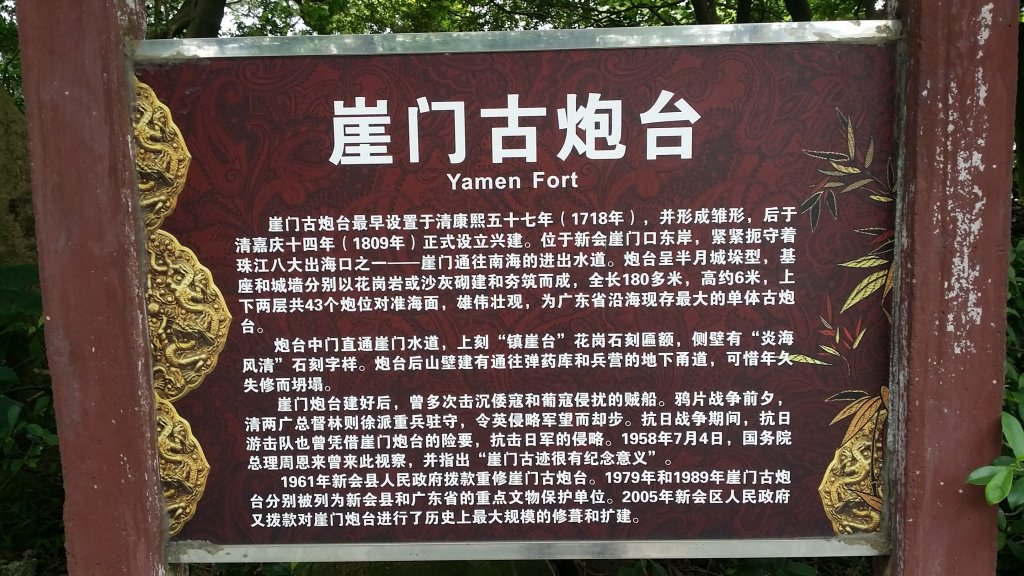 崖门古炮台
Yamen Fort
崖门古炮台最早设置于清康熙五十七年（1718年），并形成雏形，后于
清嘉庆十四年（1809年）正式设立兴建。位于新会崖门口东岸，紧紧扼守着
珠江八大出海口之一———崖门通往南海的进出水道。炮台呈半月城垛型，基
座和城墙分别以花岗岩或沙灰砌建和夯筑而成，全长180多米，高约6米，上
下两层共43个炮位对准海面，雄伟壮观，为广东省沿海现存最大的单体古炮
台。
炮台中门直通崖门水道，上刻“镇崖台”花岗石刻匾额，侧壁有“炎海
风清”石刻字样。炮台后山壁建有通往弹药库和兵营的地下甬道，可惜年久
失修而坍塌。
崖门炮台建好后，曾多次击沉倭寇和葡寇侵扰的贼船。鸦片战争前夕，
清两广总督林则徐派重兵驻守，令英侵略军望而却步。抗日战争期间，抗日
游击队也曾凭借崖门炮台的险要，抗击日军的侵略。1958年7月4日，国务院
总理周恩来曾来此视察，并指出“崖门古迹很有纪念意义”。
1961年新会县人民政府拨款重修崖门古炮台。1979年和1989年崖门古炮
台分别被列为新会县和广东省的重点文物保护单位。2005年新会区人民政府
又拨款对崖门炮台进行了历史上最大规模的修葺和扩建。